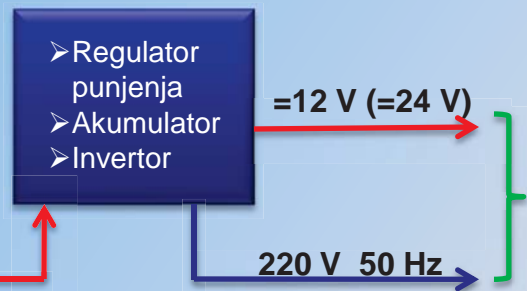 ➢Regulator
punjenja
➢Akumulator
➢Invertor
=12 V (=24 V)
220 V 50 Hz